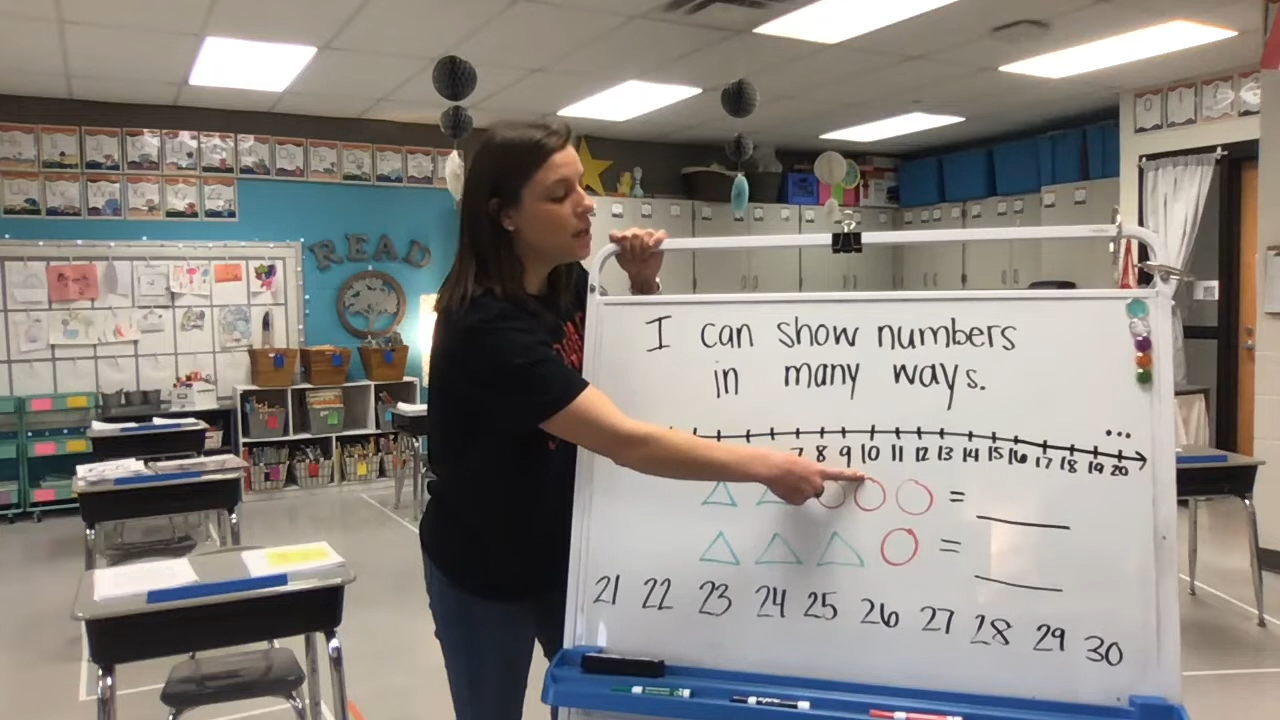 READ
I can show numbers
in many ways.
...
7 8 9 10 11 12 13 14 15 16 17 18 19 20
=
=
21 22 23 24 25 26 27 28 29 30